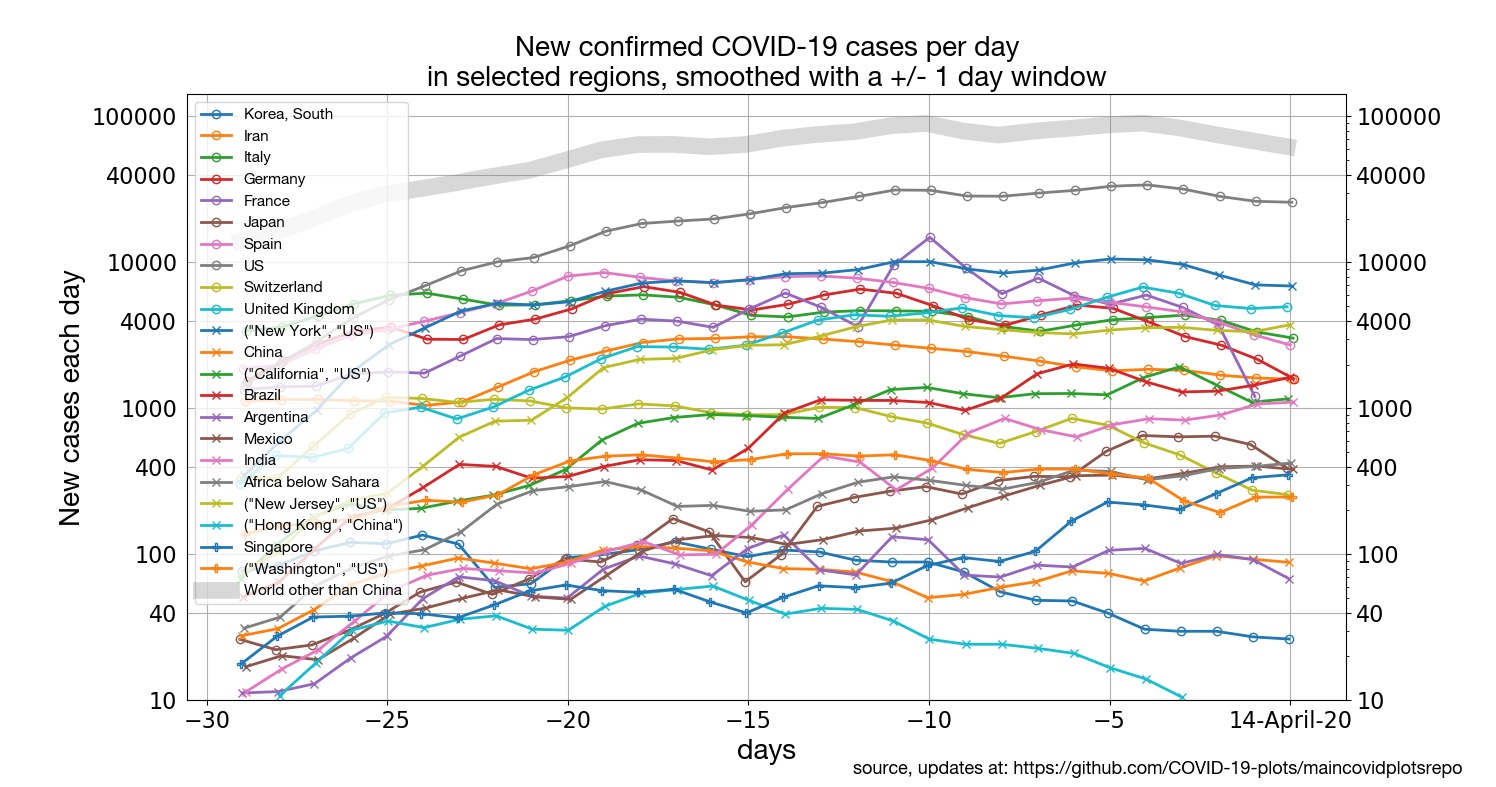 New confirmed COVID-19 cases per day
in selected regions, smoothed with a +/- 1 day window
New cases each day
100000
40000
10000
4000
1000
400
100
40
10
Korea, South
Iran
Italy
Germany
France
Japan
Spain
US
Switzerland
United Kingdom
("New York", "US")
China
("California", "US")
Brazil
Argentina
Mexico
India
Africa below Sahara
("New Jersey", "US")
("Hong Kong", "China")
Singapore
("Washington", "US")
World other than China
100000
40000
10000
4000
1000
400
100
40
10
−30 −25 −20 −15 −10 −5 14-April-20
days
source, updates at: https://github.com/COVID-19-plots/maincovidplotsrepo